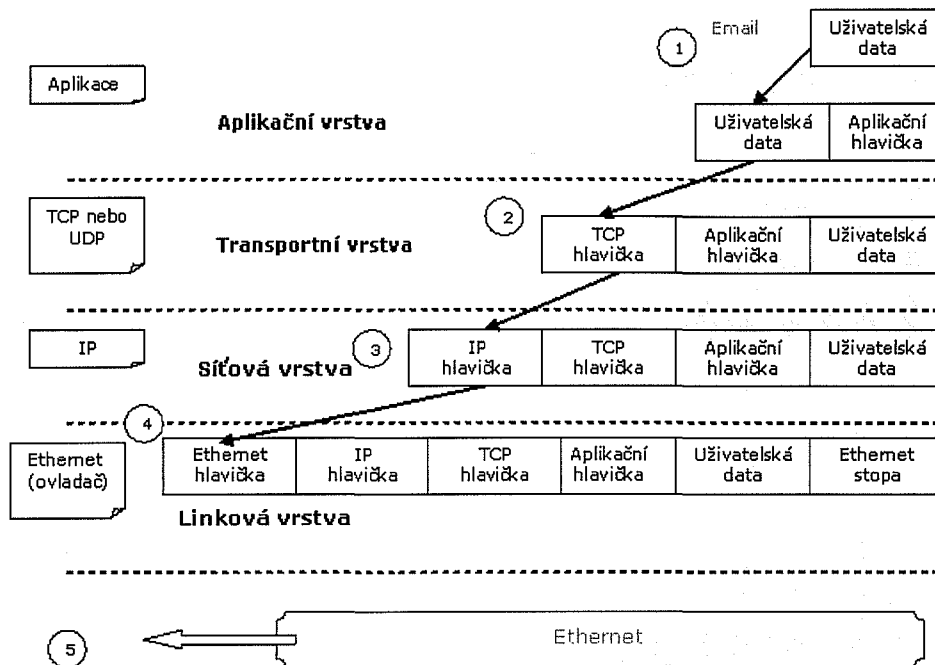 1
Email
Uživatelská
data
Aplikace
Aplikační vrstva
Uživatelská
data
Aplikační
hlavička
TCP nebo
UDP
Transportní vrstva
2
TCP
hlavička
Aplikační
hlavička
Uživatelská
data
IP
Síťová vrstva
3
IP
hlavička
TCP
hlavička
Aplikační
hlavička
Uživatelská
data
4
Ethernet
(ovladač)
Ethernet
hlavička
IP
hlavička
TCP
hlavička
Aplikační
hlavička
Uživatelská
data
Ethernet
stopa
Linková vrstva
5
Ethernet